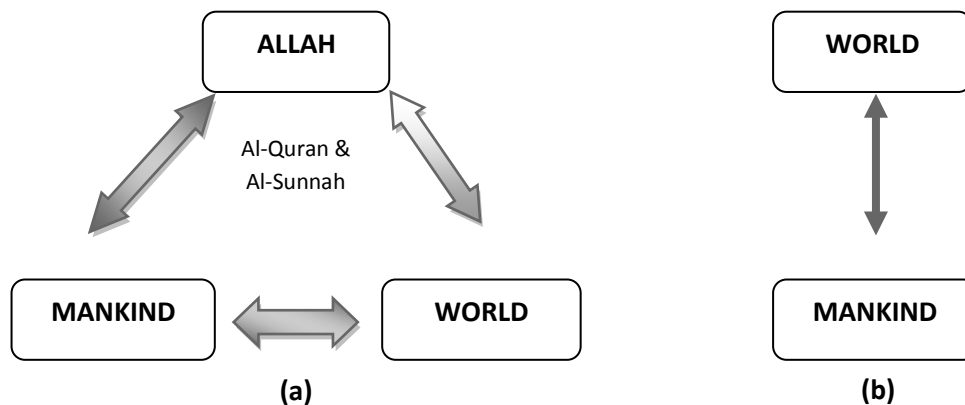 ALLAH
Al-Quran &
Al-Sunnah
MANKIND
WORLD
(a)
WORLD
MANKIND
(b)